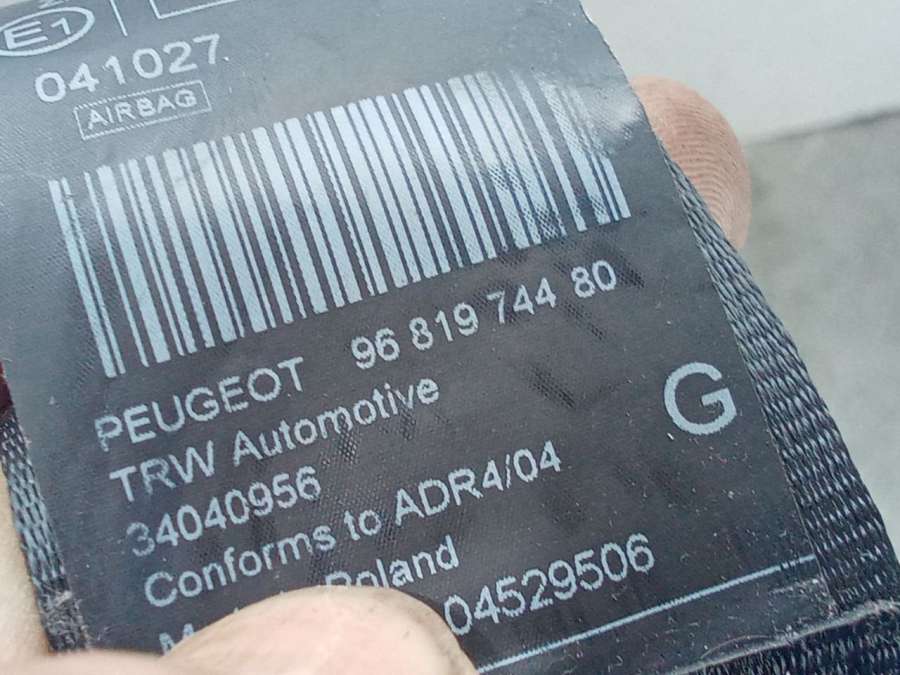 E1
041027
AIRBAG
PEUGEOT 96 819 744 80
TRW Automotive
34040956
G
Conforms to ADR4/04
Poland
04529506